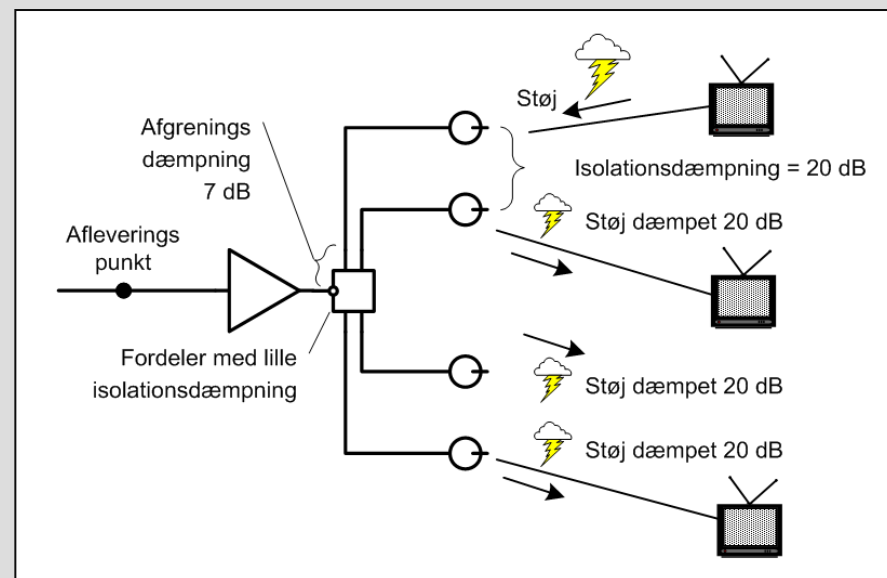 Støj
Afgrenings
dæmpning
7 dB
Isolationsdæmpning = 20 dB
Støj dæmpet 20 dB
Afleverings
punkt
Fordeler med lille
isolationsdæmpning
Støj dæmpet 20 dB
Støj dæmpet 20 dB